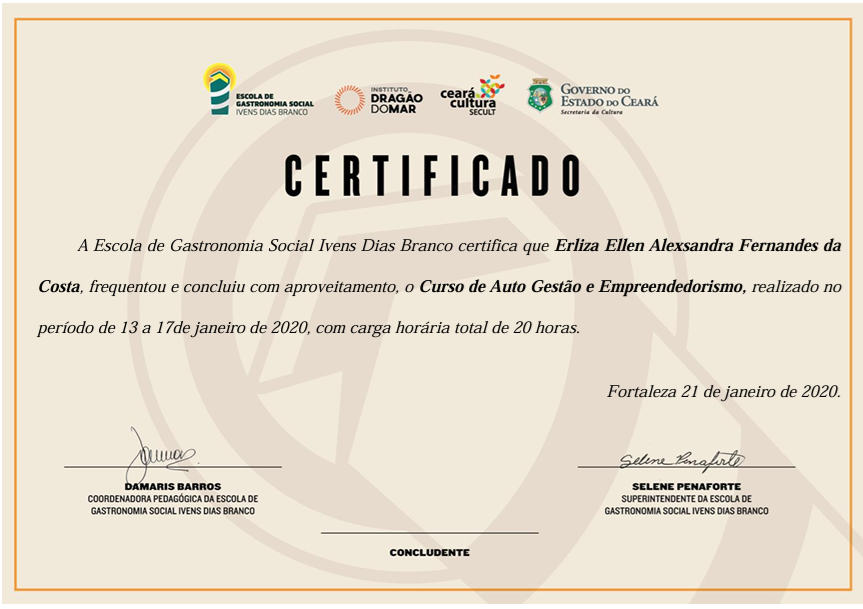 ESCOLA DE
GASTRONOMIA SOCIAL
IVENS DIAS BRANCO
INSTITUTO
DRAGÃO
DOMAR
ceará
cultura
SECULT
GOVERNO DO
ESTADO DO CEARÁ
Secretaria da Cultura
CERTIFICADO
A Escola de Gastronomia Social Ivens Dias Branco certifica que Erliza Ellen Alexsandra Fernandes da
Costa, frequentou e concluiu com aproveitamento, o Curso de Auto Gestão e Empreendedorismo, realizado no
período de 13 a 17de janeiro de 2020, com carga horária total de 20 horas.
Fortaleza 21 de janeiro de 2020.
Selene Penaforte
DAMARIS BARROS
COORDENADORA PEDAGÓGICA DA ESCOLA DE
GASTRONOMIA SOCIAL IVENS DIAS BRANCO
SELENE PENAFORTE
SUPERINTENDENTE DA ESCOLA DE
GASTRONOMIA SOCIAL IVENS DIAS BRANCO
CONCLUDENTE